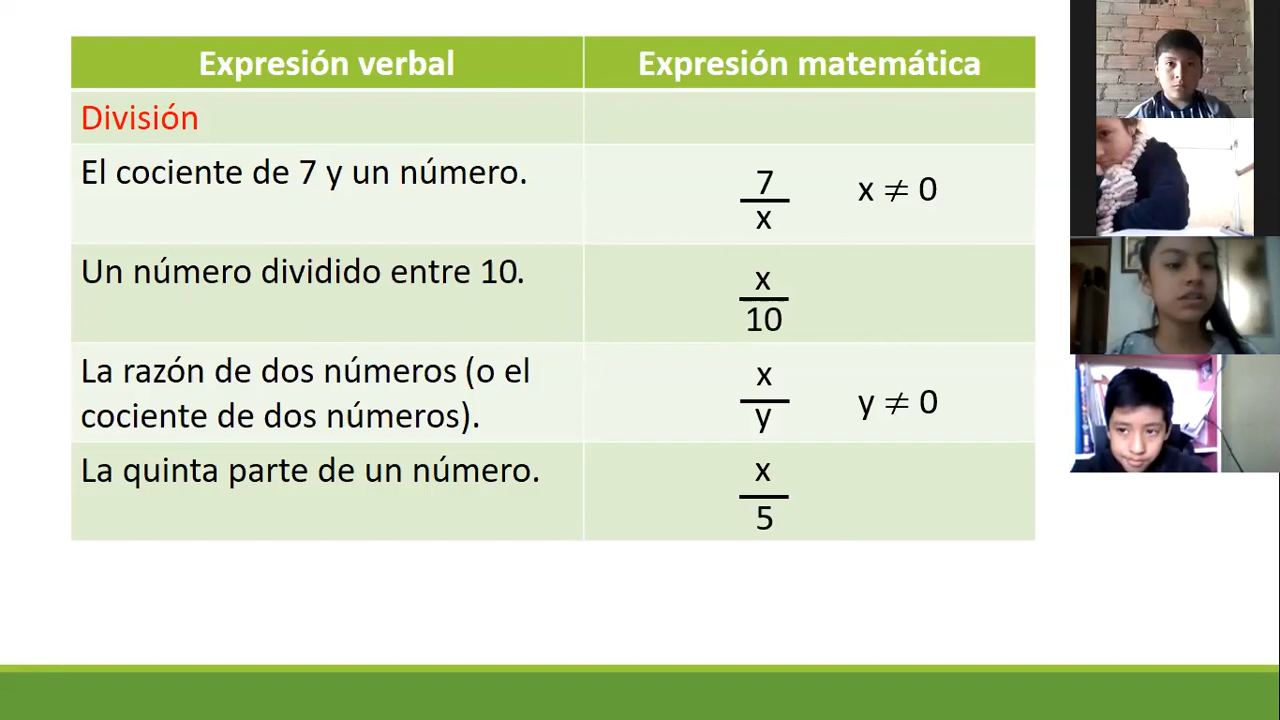 Expresión verbal
Expresión matemática
División
El cociente de 7 y un número.
7
x
x ≠ 0
Un número dividido entre 10.
x
10
La razón de dos números (o el
cociente de dos números).
x
y
y ≠ 0
La quinta parte de un número.
x
5